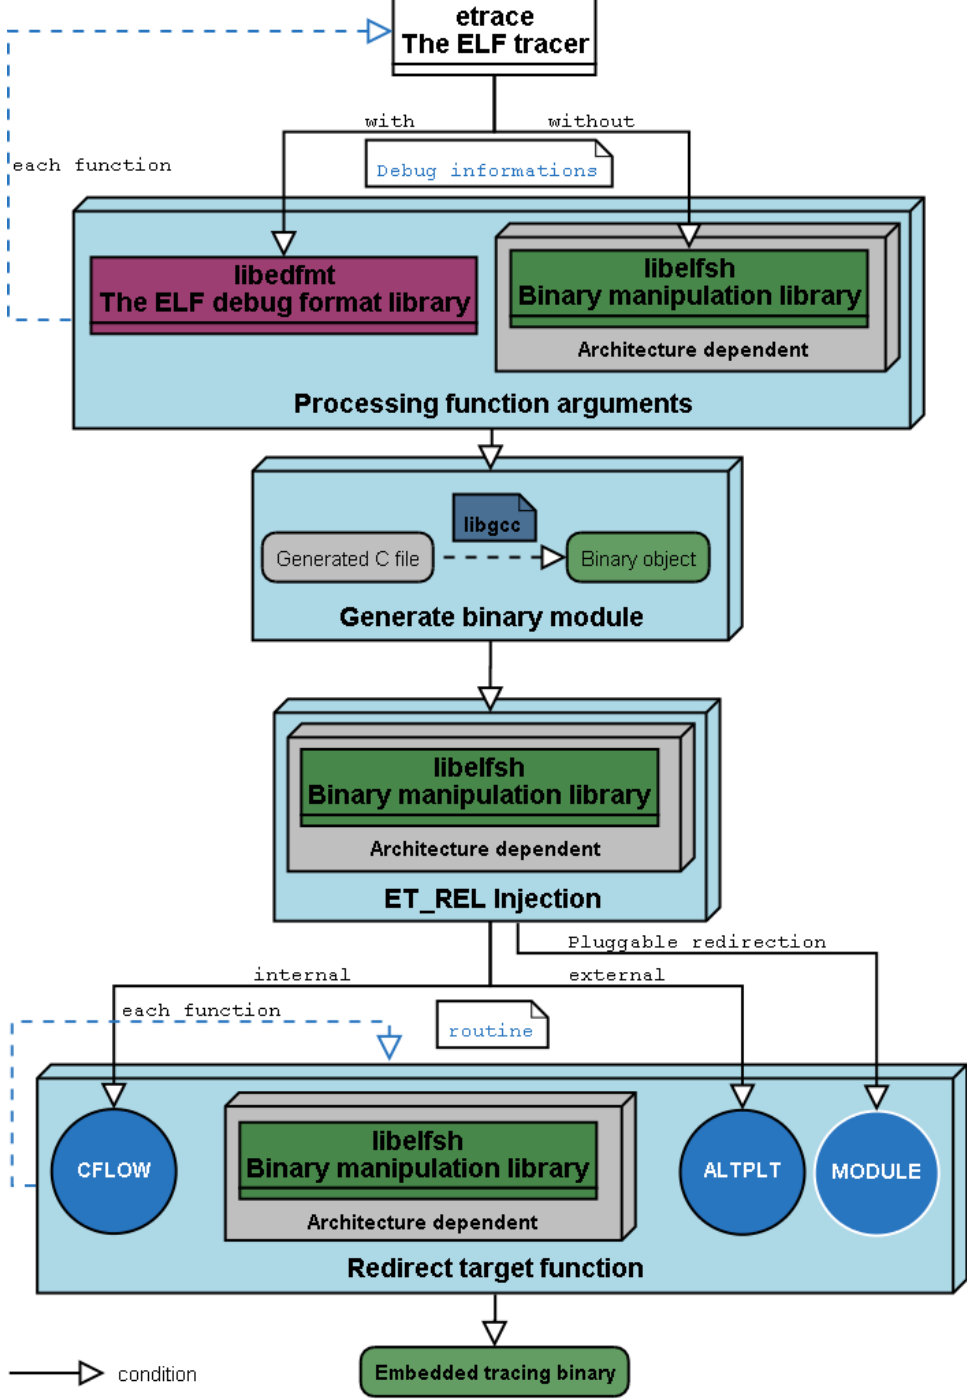 etrace
The ELF tracer
with
without
Debug informations
each function
libedfmt
The ELF debug format library
libelfsh
Binary manipulation library
Architecture dependent
Processing function arguments
libgcc
Generated C file
Binary object
Generate binary module
libelfsh
Binary manipulation library
Architecture dependent
ET_REL Injection
Pluggable redirection
internal
external
each function
routine
CFLOW
libelfsh
Binary manipulation library
Architecture dependent
ALTPLT
MODULE
Redirect target function
condition
Embedded tracing binary